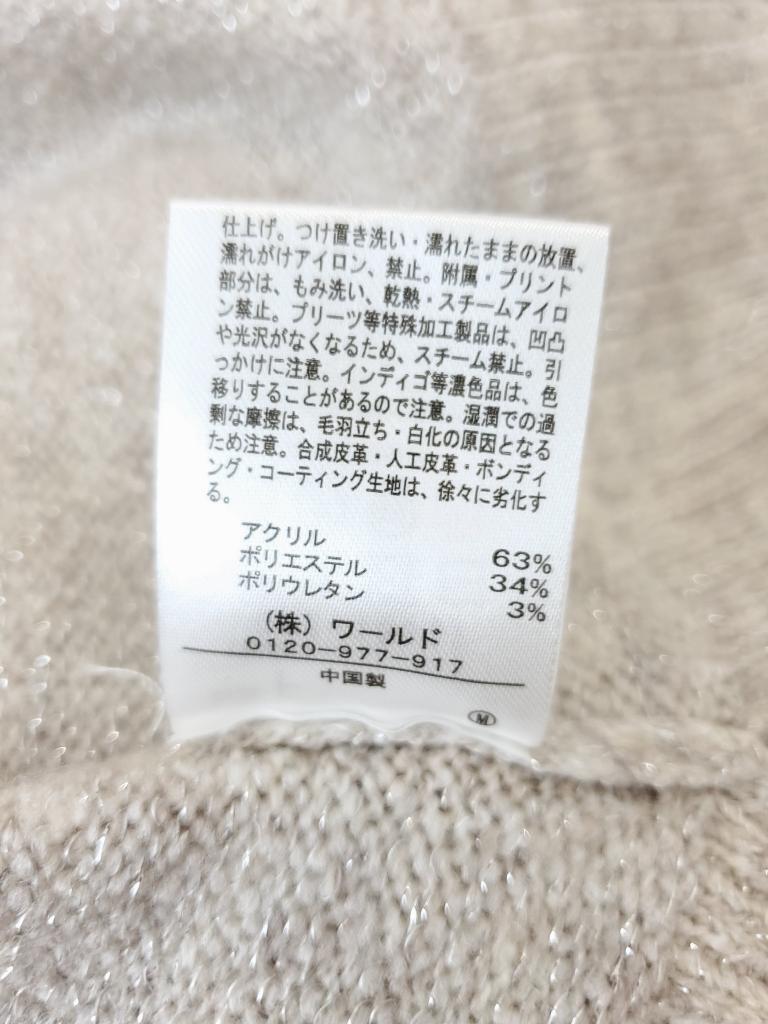 仕上げ。つけ置き洗い・濡れたままの放置、
濡れがけアイロン、禁止。附属・プリント
部分は、もみ洗い、乾熱・スチームアイロ
ン禁止。プリーツ等特殊加工製品は、凹凸
や光沢がなくなるため、スチーム禁止。引
っかけに注意。インディゴ等濃色品は、色
移りすることがあるので注意。湿潤での過
剰な摩擦は、毛羽立ち・白化の原因となる
ため注意。合成皮革・人工皮革・ボンディ
ング・コーティング生地は、徐々に劣化す
る。
アクリル 63%
ポリエステル 34%
ポリウレタン 3%
(株)ワールド
0120-977-917
中国製
Ⓜ